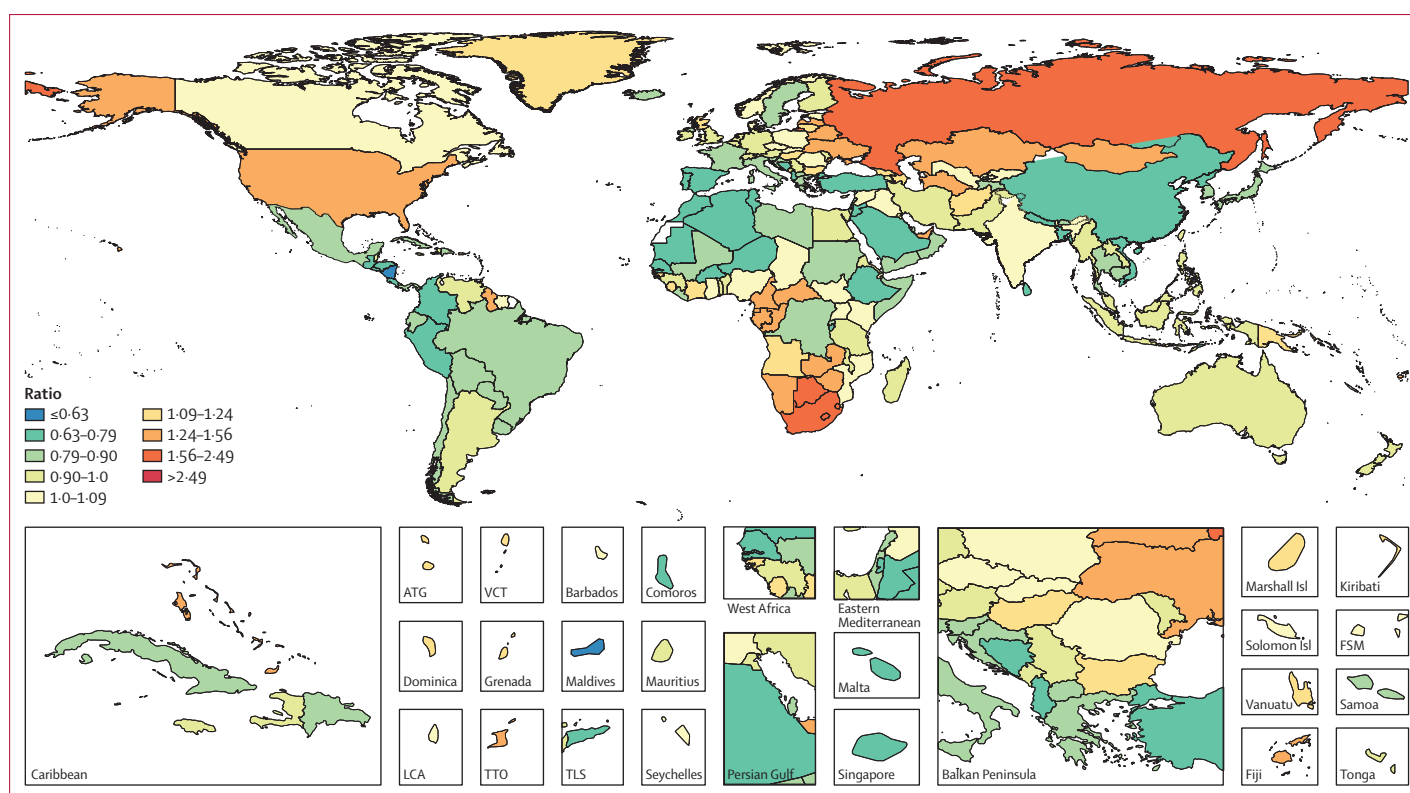 Ratio
≤0·63
0·63–0·79
0·79–0·90
0·90–1·0
1·0–1·09
1·09–1·24
1·24–1·56
1·56–2·49
>2·49
Caribbean
ATG
VCT
Barbados
Comoros
West Africa
Eastern
Mediterranean
Dominica
Grenada
Maldives
Mauritius
Malta
LCA
TTO
TLS
Seychelles
Persian Gulf
Singapore
Balkan Peninsula
Marshall Isl
Kiribati
Solomon Isl
FSM
Vanuatu
Samoa
Fiji
Tonga